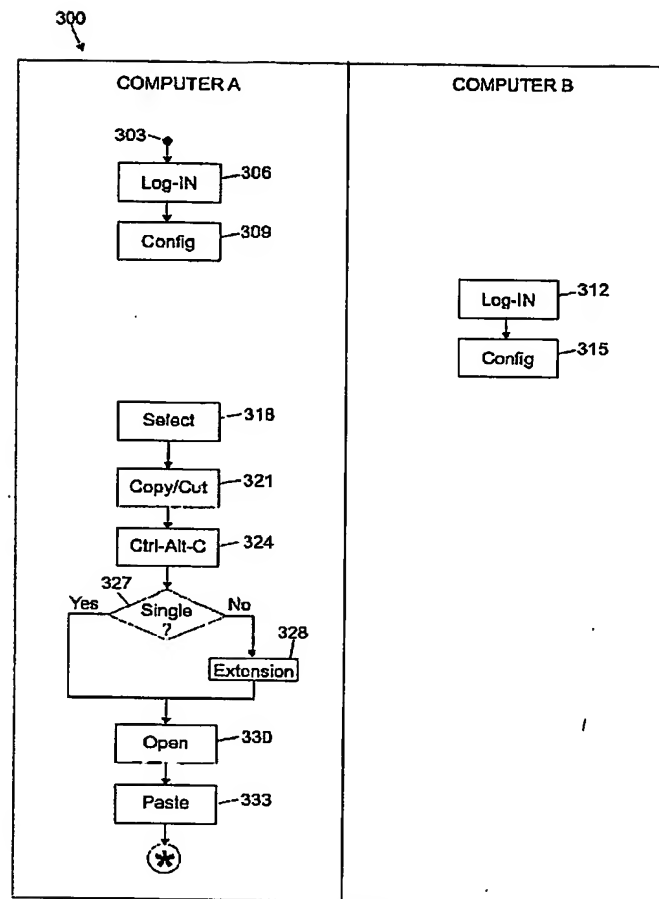 300
COMPUTER A
COMPUTER B
303
Log-IN
306
Config
309
Log-IN
312
Config
315
Select
318
Copy/Cut
321
Ctrl-Alt-C
324
327
Yes
Single
?
No
328
Extension
Open
330
Paste
333
*